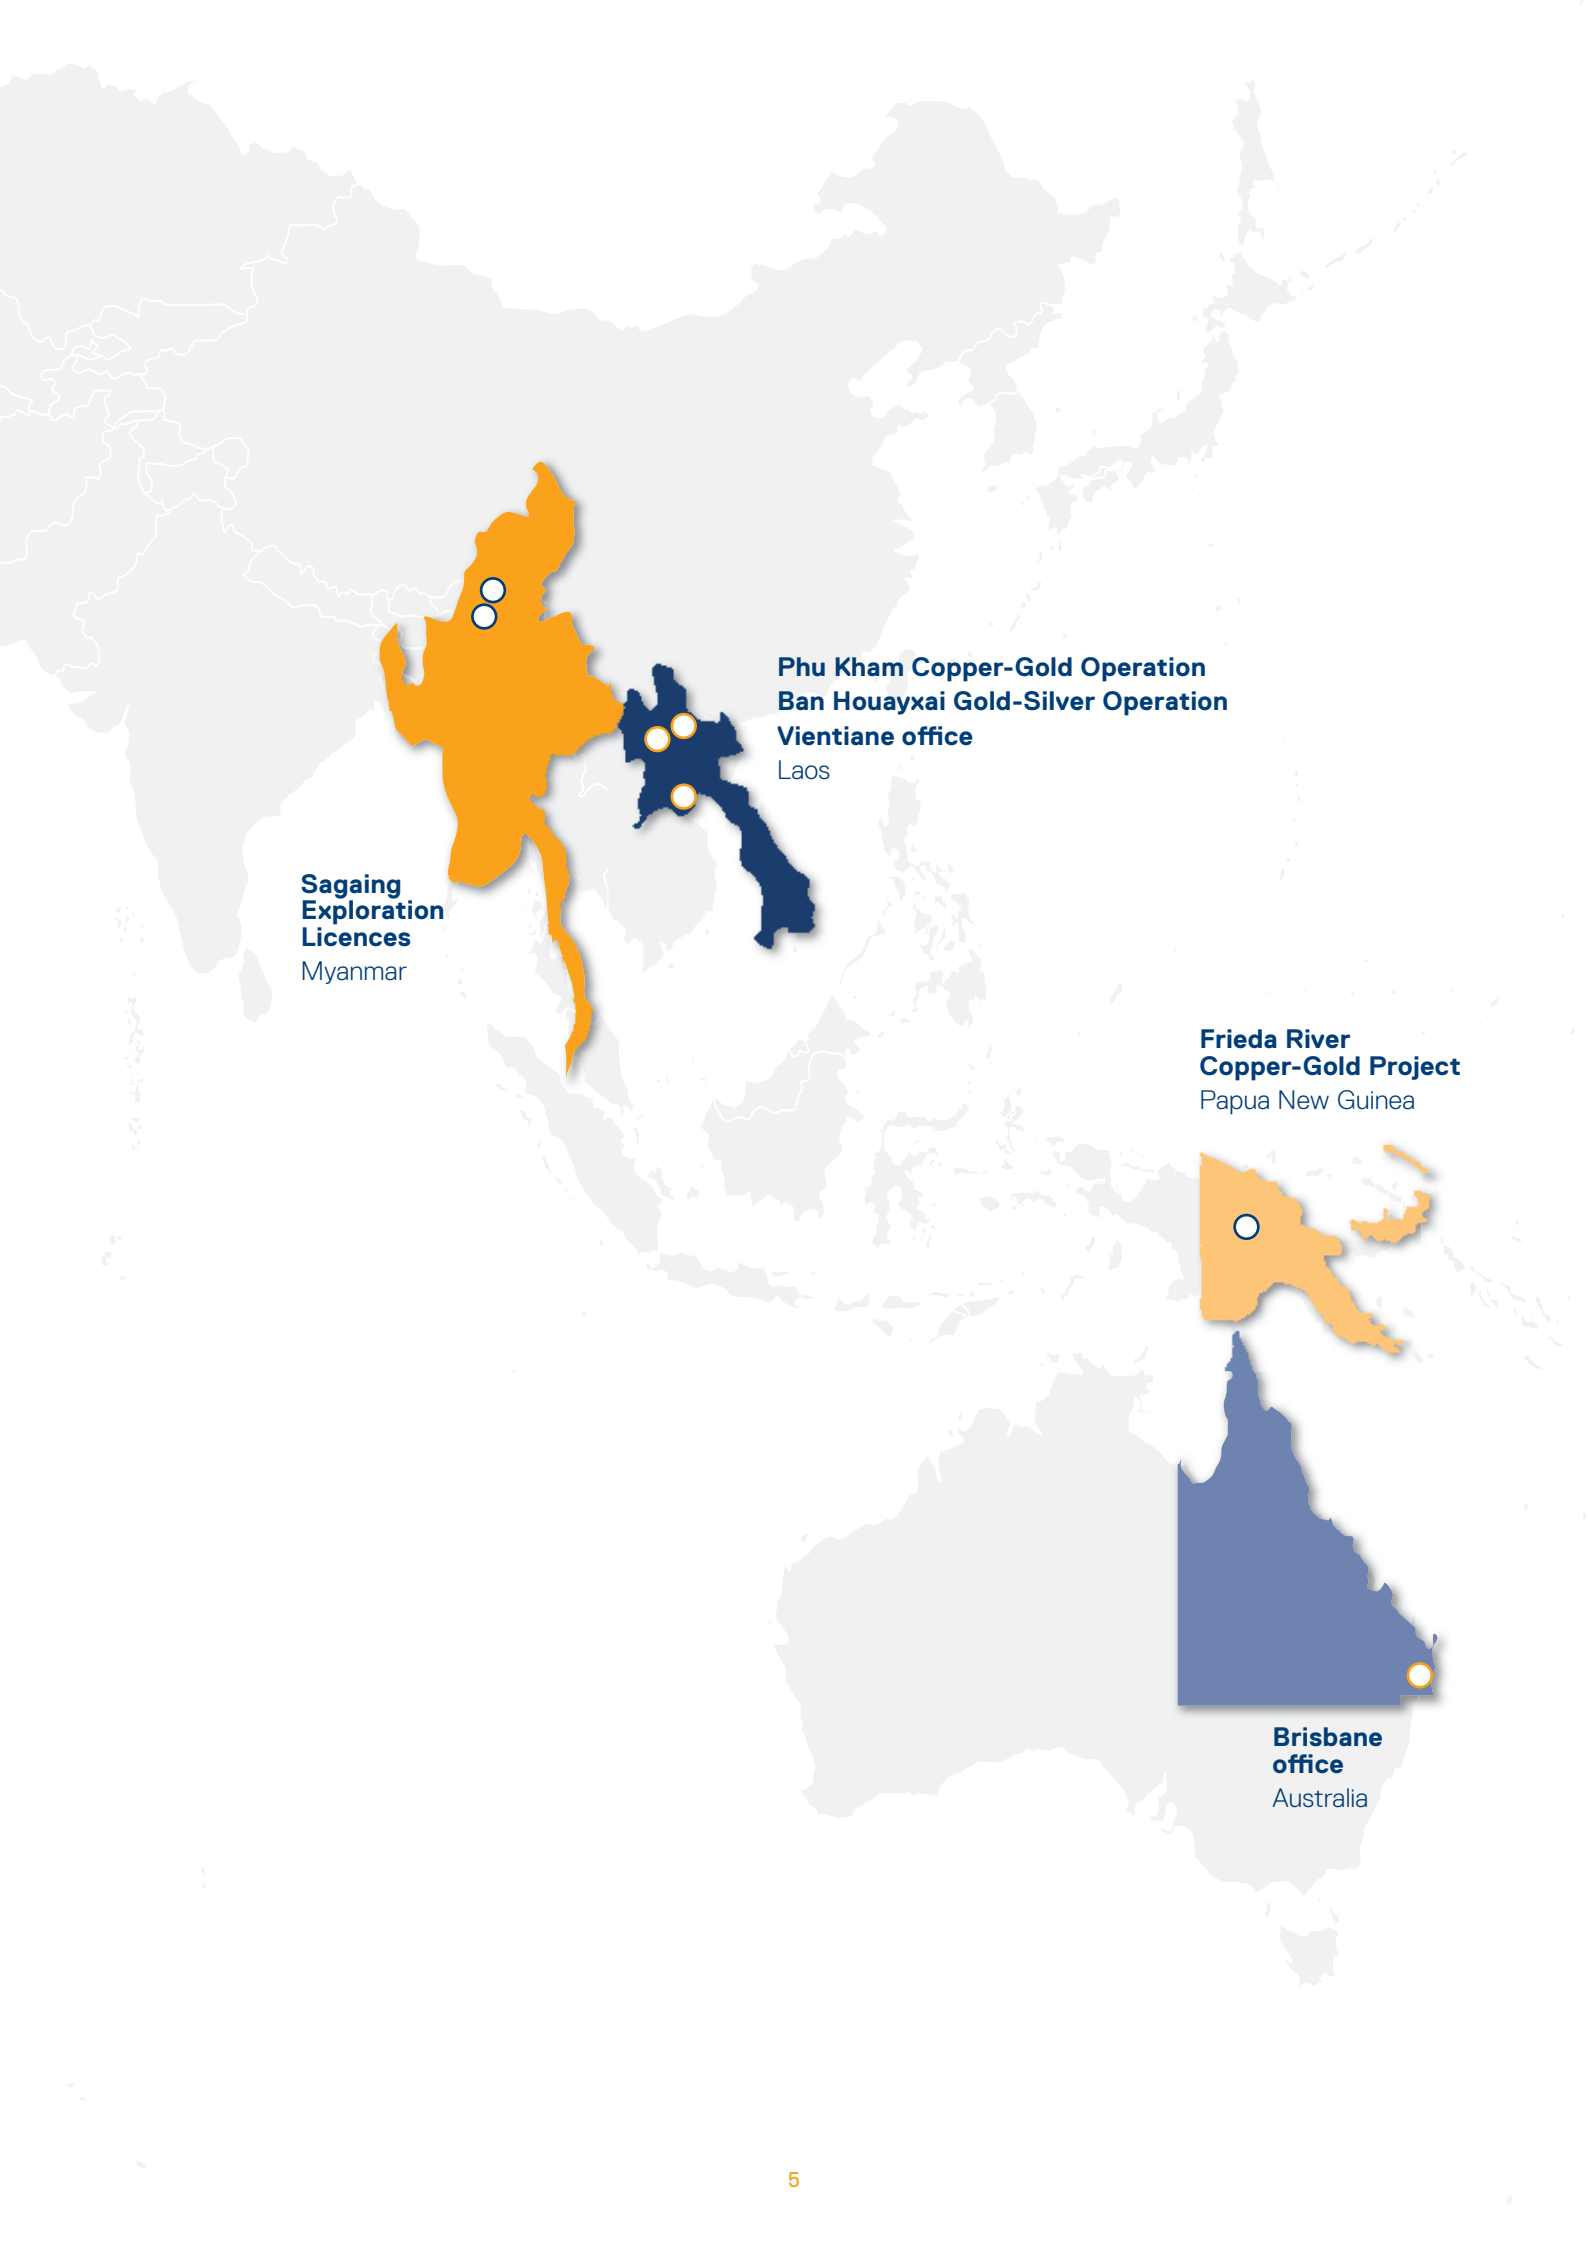 Phu Kham Copper-Gold Operation
Ban Houayxai Gold-Silver Operation
Vientiane office
Laos
Sagaing
Exploration
Licences
Myanmar
Frieda River
Copper-Gold Project
Papua New Guinea
Brisbane
office
Australia
5